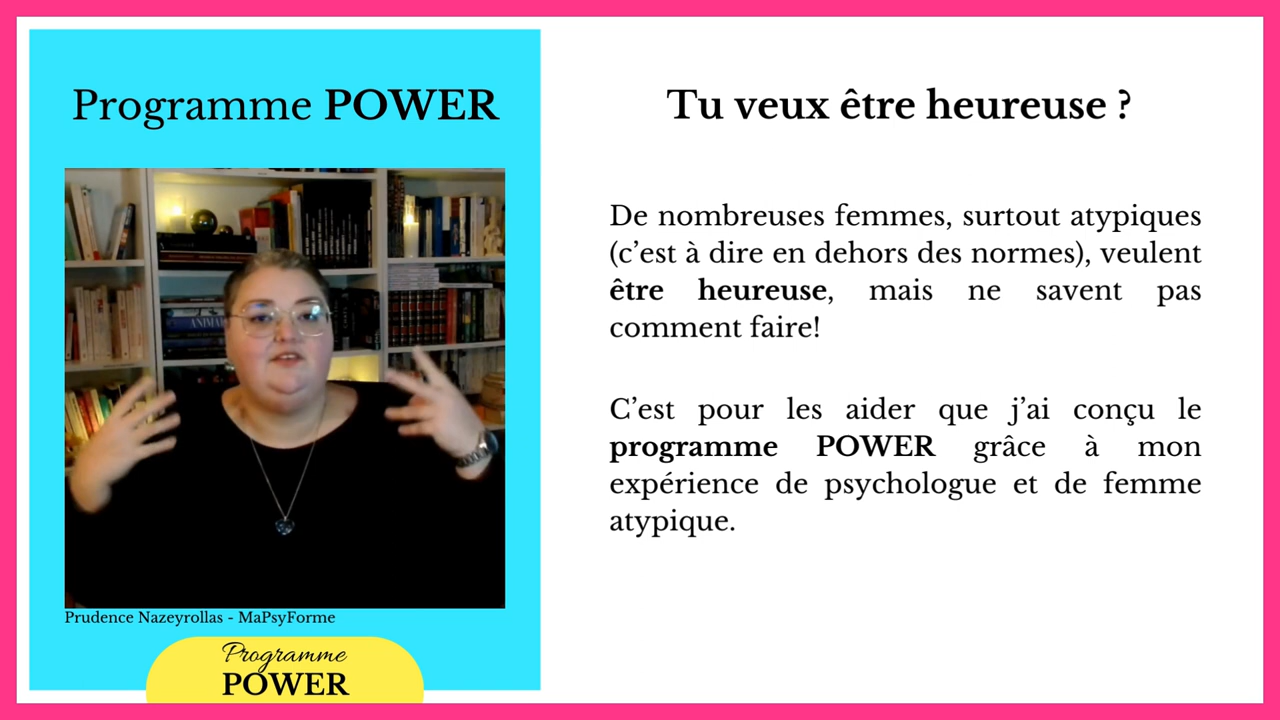 Programme POWER
ANIMAL
Prudence Nazeyrollas - MaPsyForme
Programme
POWER
Tu veux être heureuse ?
De nombreuses femmes, surtout atypiques
(c’est à dire en dehors des normes), veulent
être heureuse, mais ne savent pas
comment faire!
C’est pour les aider que j’ai conçu le
programme POWER grâce à mon
expérience de psychologue et de femme
atypique.